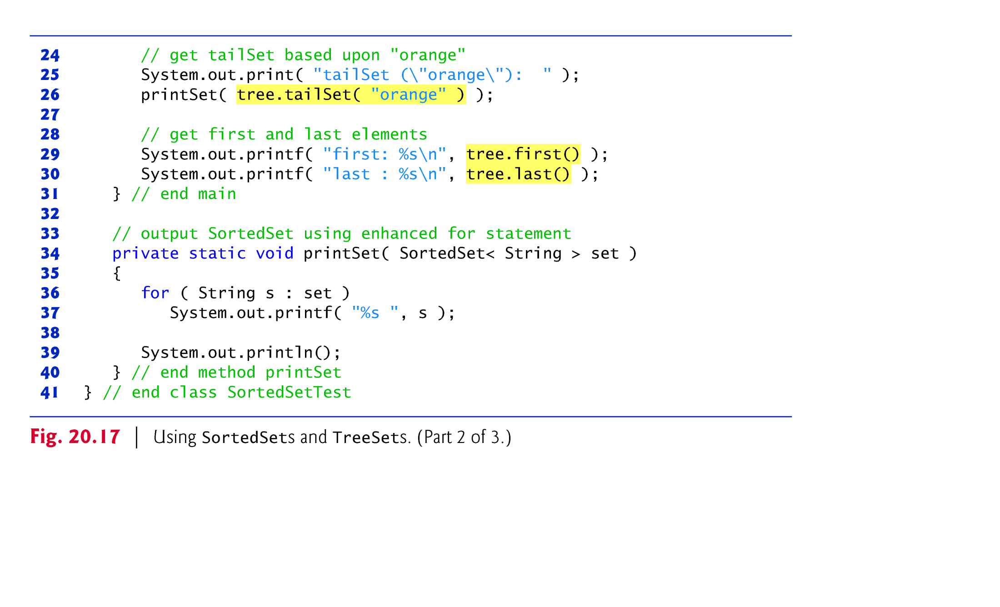 24 // get tailSet based upon "orange"
25 System.out.print( "tailSet (\"orange\"):  " );
26 printSet( tree.tailSet( "orange" ) );
27
28 // get first and last elements
29 System.out.printf( "first: %s\n", tree.first() );
30 System.out.printf( "last : %s\n", tree.last() );
31 } // end main
32
33 // output SortedSet using enhanced for statement
34 private static void printSet( SortedSet< String > set )
35 {
36 for ( String s : set )
37 System.out.printf( "%s ", s );
38
39 System.out.println();
40 } // end method printSet
41 } // end class SortedSetTest
Fig. 20.17 | Using SortedSets and TreeSets. (Part 2 of 3.)